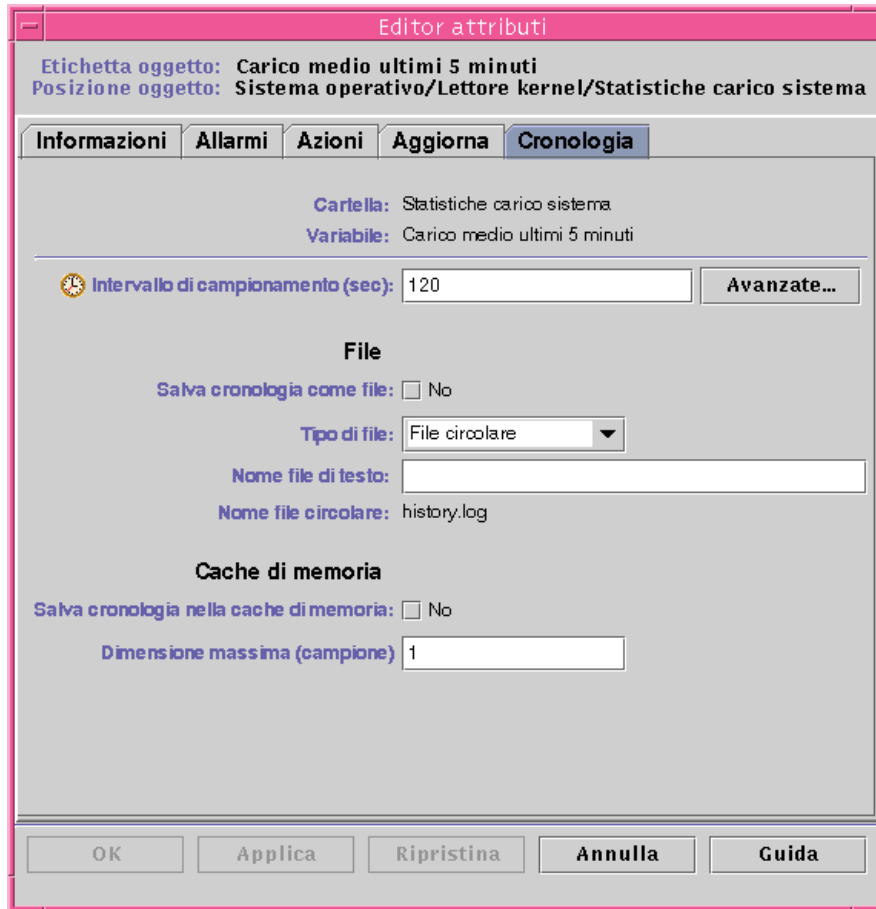 Editor attributi
Etichetta oggetto: Carico medio ultimi 5 minuti
Posizione oggetto: Sistema operativo/Lettore kernel/Statistiche carico sistema
Informazioni Allarmi Azioni Aggiorna Cronologia
Cartella: Statistiche carico sistema
Variabile: Carico medio ultimi 5 minuti
Intervallo di campionamento (sec): 120 Avanzate...
File
Salva cronologia come file: No
Tipo di file: File circolare
Nome file di testo:
Nome file circolare: history.log
Cache di memoria
Salva cronologia nella cache di memoria: No
Dimensione massima (campione) 1
OK Applica Ripristina Annulla Guida